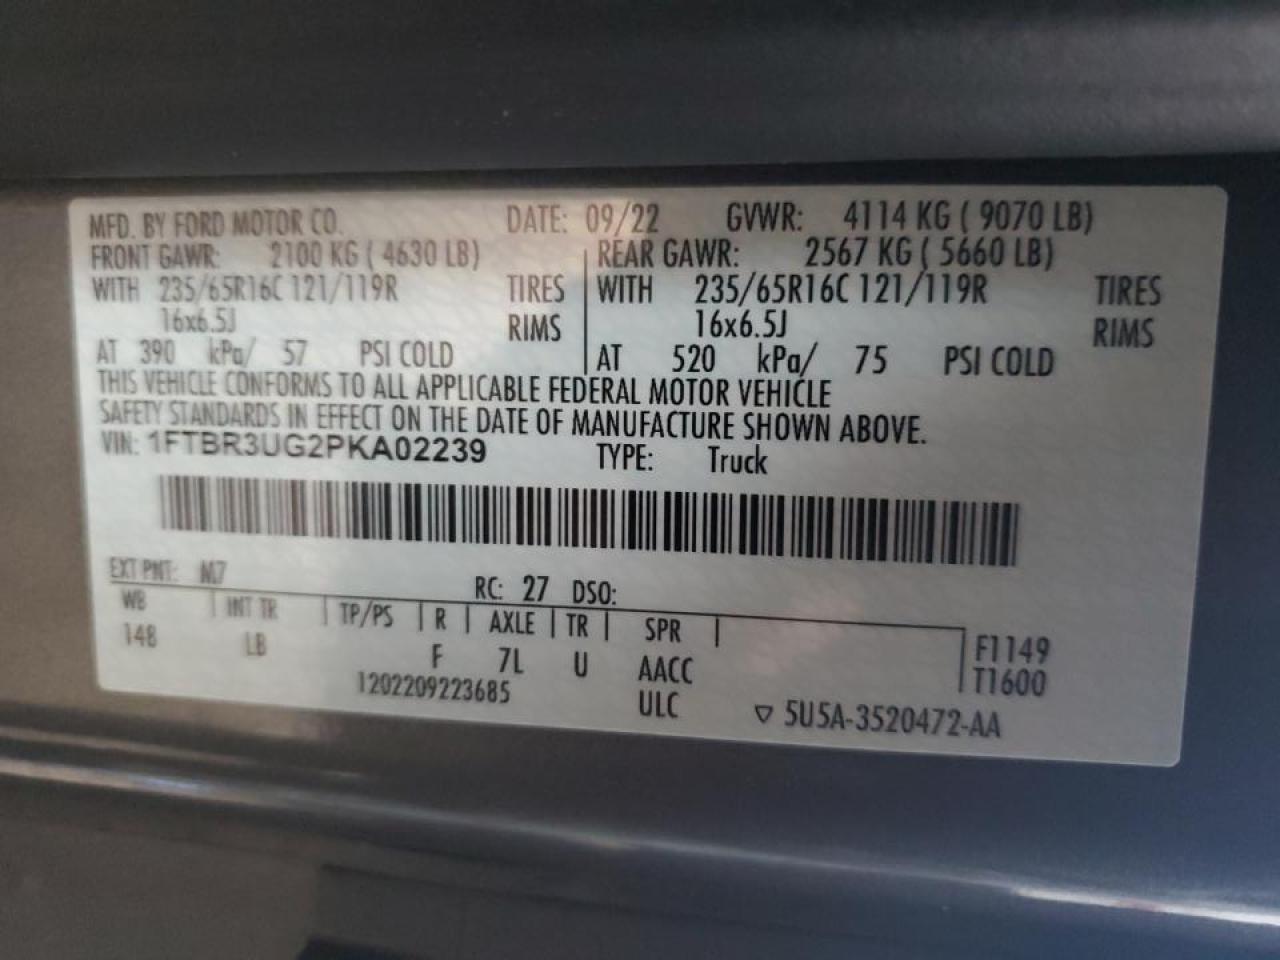 MFD. BY FORD MOTOR CO. DATE: 09/22 GVWR: 4114 KG ( 9070 LB)
FRONT GAWR: 2100 KG ( 4630 LB) REAR GAWR: 2567 KG ( 5660 LB)
WITH 235/65R16C 121/119R TIRES WITH 235/65R16C 121/119R TIRES
16x6.5J RIMS 16x6.5J RIMS
AT 390 kPa/ 57 PSI COLD AT 520 kPa/ 75 PSI COLD
THIS VEHICLE CONFORMS TO ALL APPLICABLE FEDERAL MOTOR VEHICLE
SAFETY STANDARDS IN EFFECT ON THE DATE OF MANUFACTURE SHOWN ABOVE.
VIN: 1FTBR3UG2PKA02239 TYPE: Truck
EXT PNT: M7 RC: 27 DSO:
WB INT TR TP/PS R AXLE TR SPR
148 LB F 7L U AACC F1149
1202209223685 ULC T1600
5U5A-3520472-AA